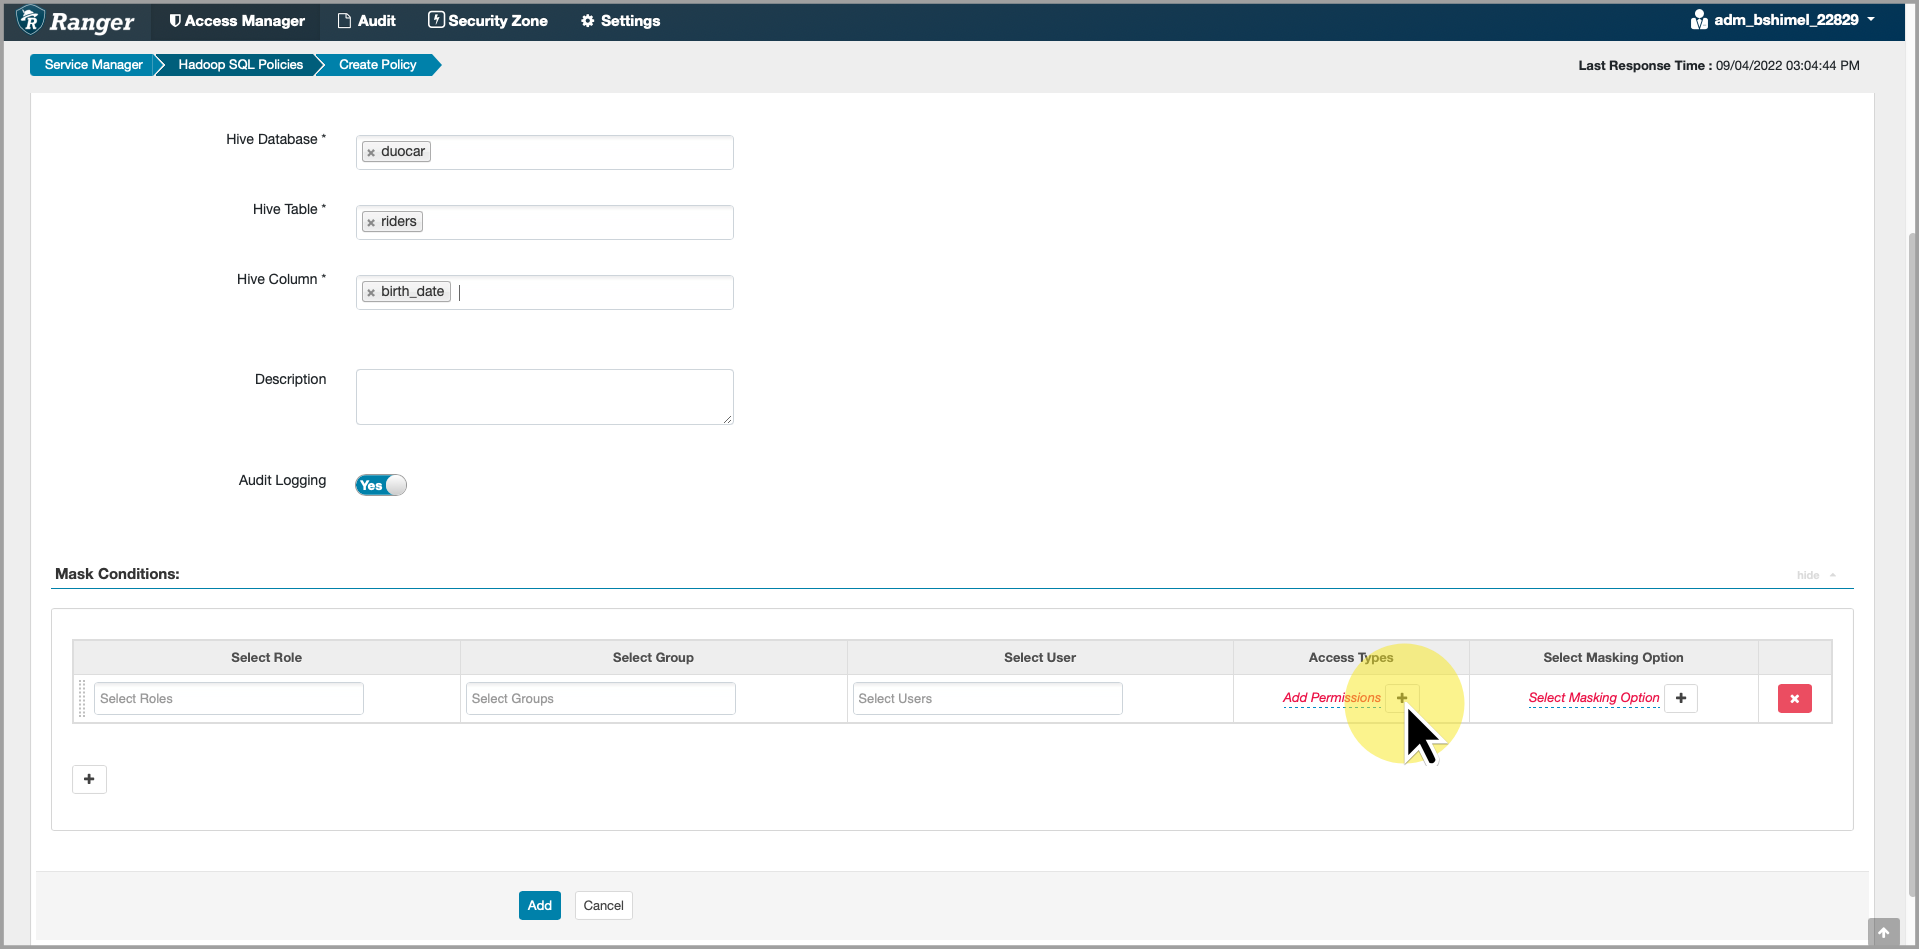 Ranger Access Manager Audit Security Zone Settings adm_bshimel_22829
Service Manager Hadoop SQL Policies Create Policy Last Response Time : 09/04/2022 03:04:44 PM
Hive Database * duocar
Hive Table * riders
Hive Column * birth_date
Description
Audit Logging Yes
Mask Conditions: hide
Select Role Select Group Select User Access Types Select Masking Option
Select Roles Select Groups Select Users Add Permissions Select Masking Option
Add Cancel